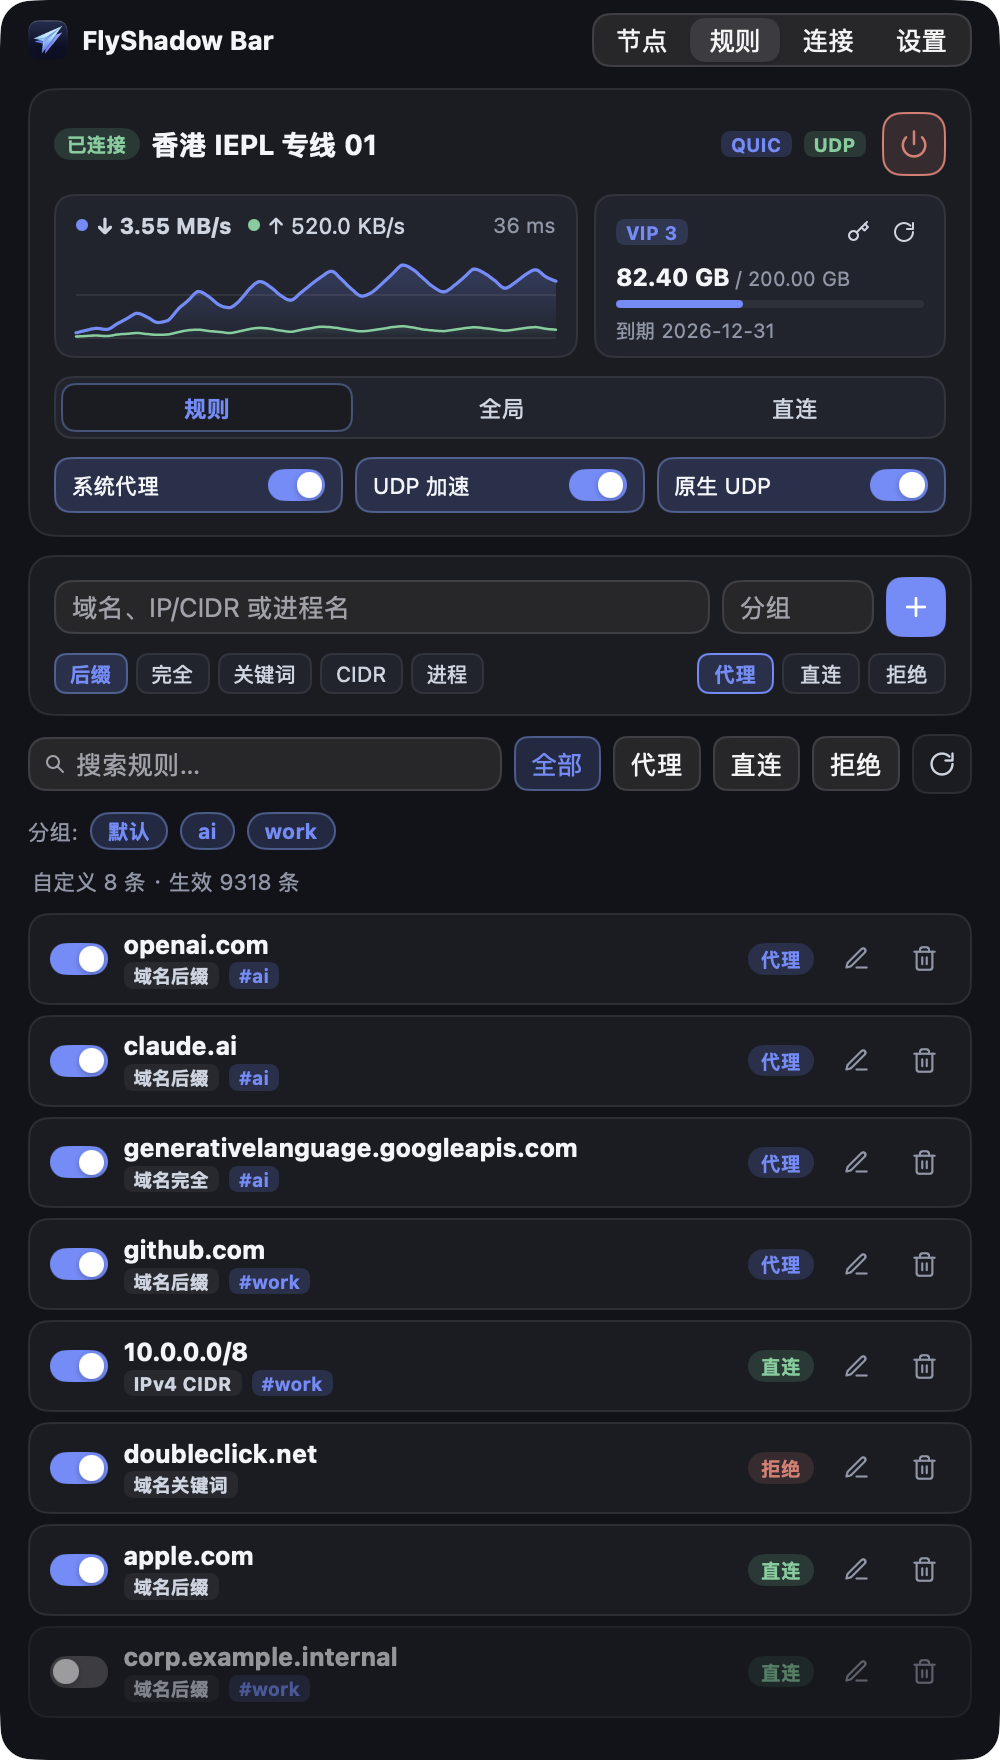 FlyShadow Bar 节点 规则 连接 设置
已连接 香港 IEPL 专线 01 QUIC UDP
↓ 3.55 MB/s ↑ 520.0 KB/s 36 ms
VIP 3
82.40 GB / 200.00 GB
到期 2026-12-31
规则 全局 直连
系统代理 UDP 加速 原生 UDP
域名、IP/CIDR 或进程名 分组 +
后缀 完全 关键词 CIDR 进程 代理 直连 拒绝
搜索规则... 全部 代理 直连 拒绝
分组: 默认 ai work
自定义 8 条 · 生效 9318 条
openai.com
域名后缀 #ai 代理
claude.ai
域名后缀 #ai 代理
generativelanguage.googleapis.com
域名完全 #ai 代理
github.com
域名后缀 #work 代理
10.0.0.0/8
IPv4 CIDR #work 直连
doubleclick.net
域名关键词 拒绝
apple.com
域名后缀 直连
corp.example.internal
域名后缀 #work 直连